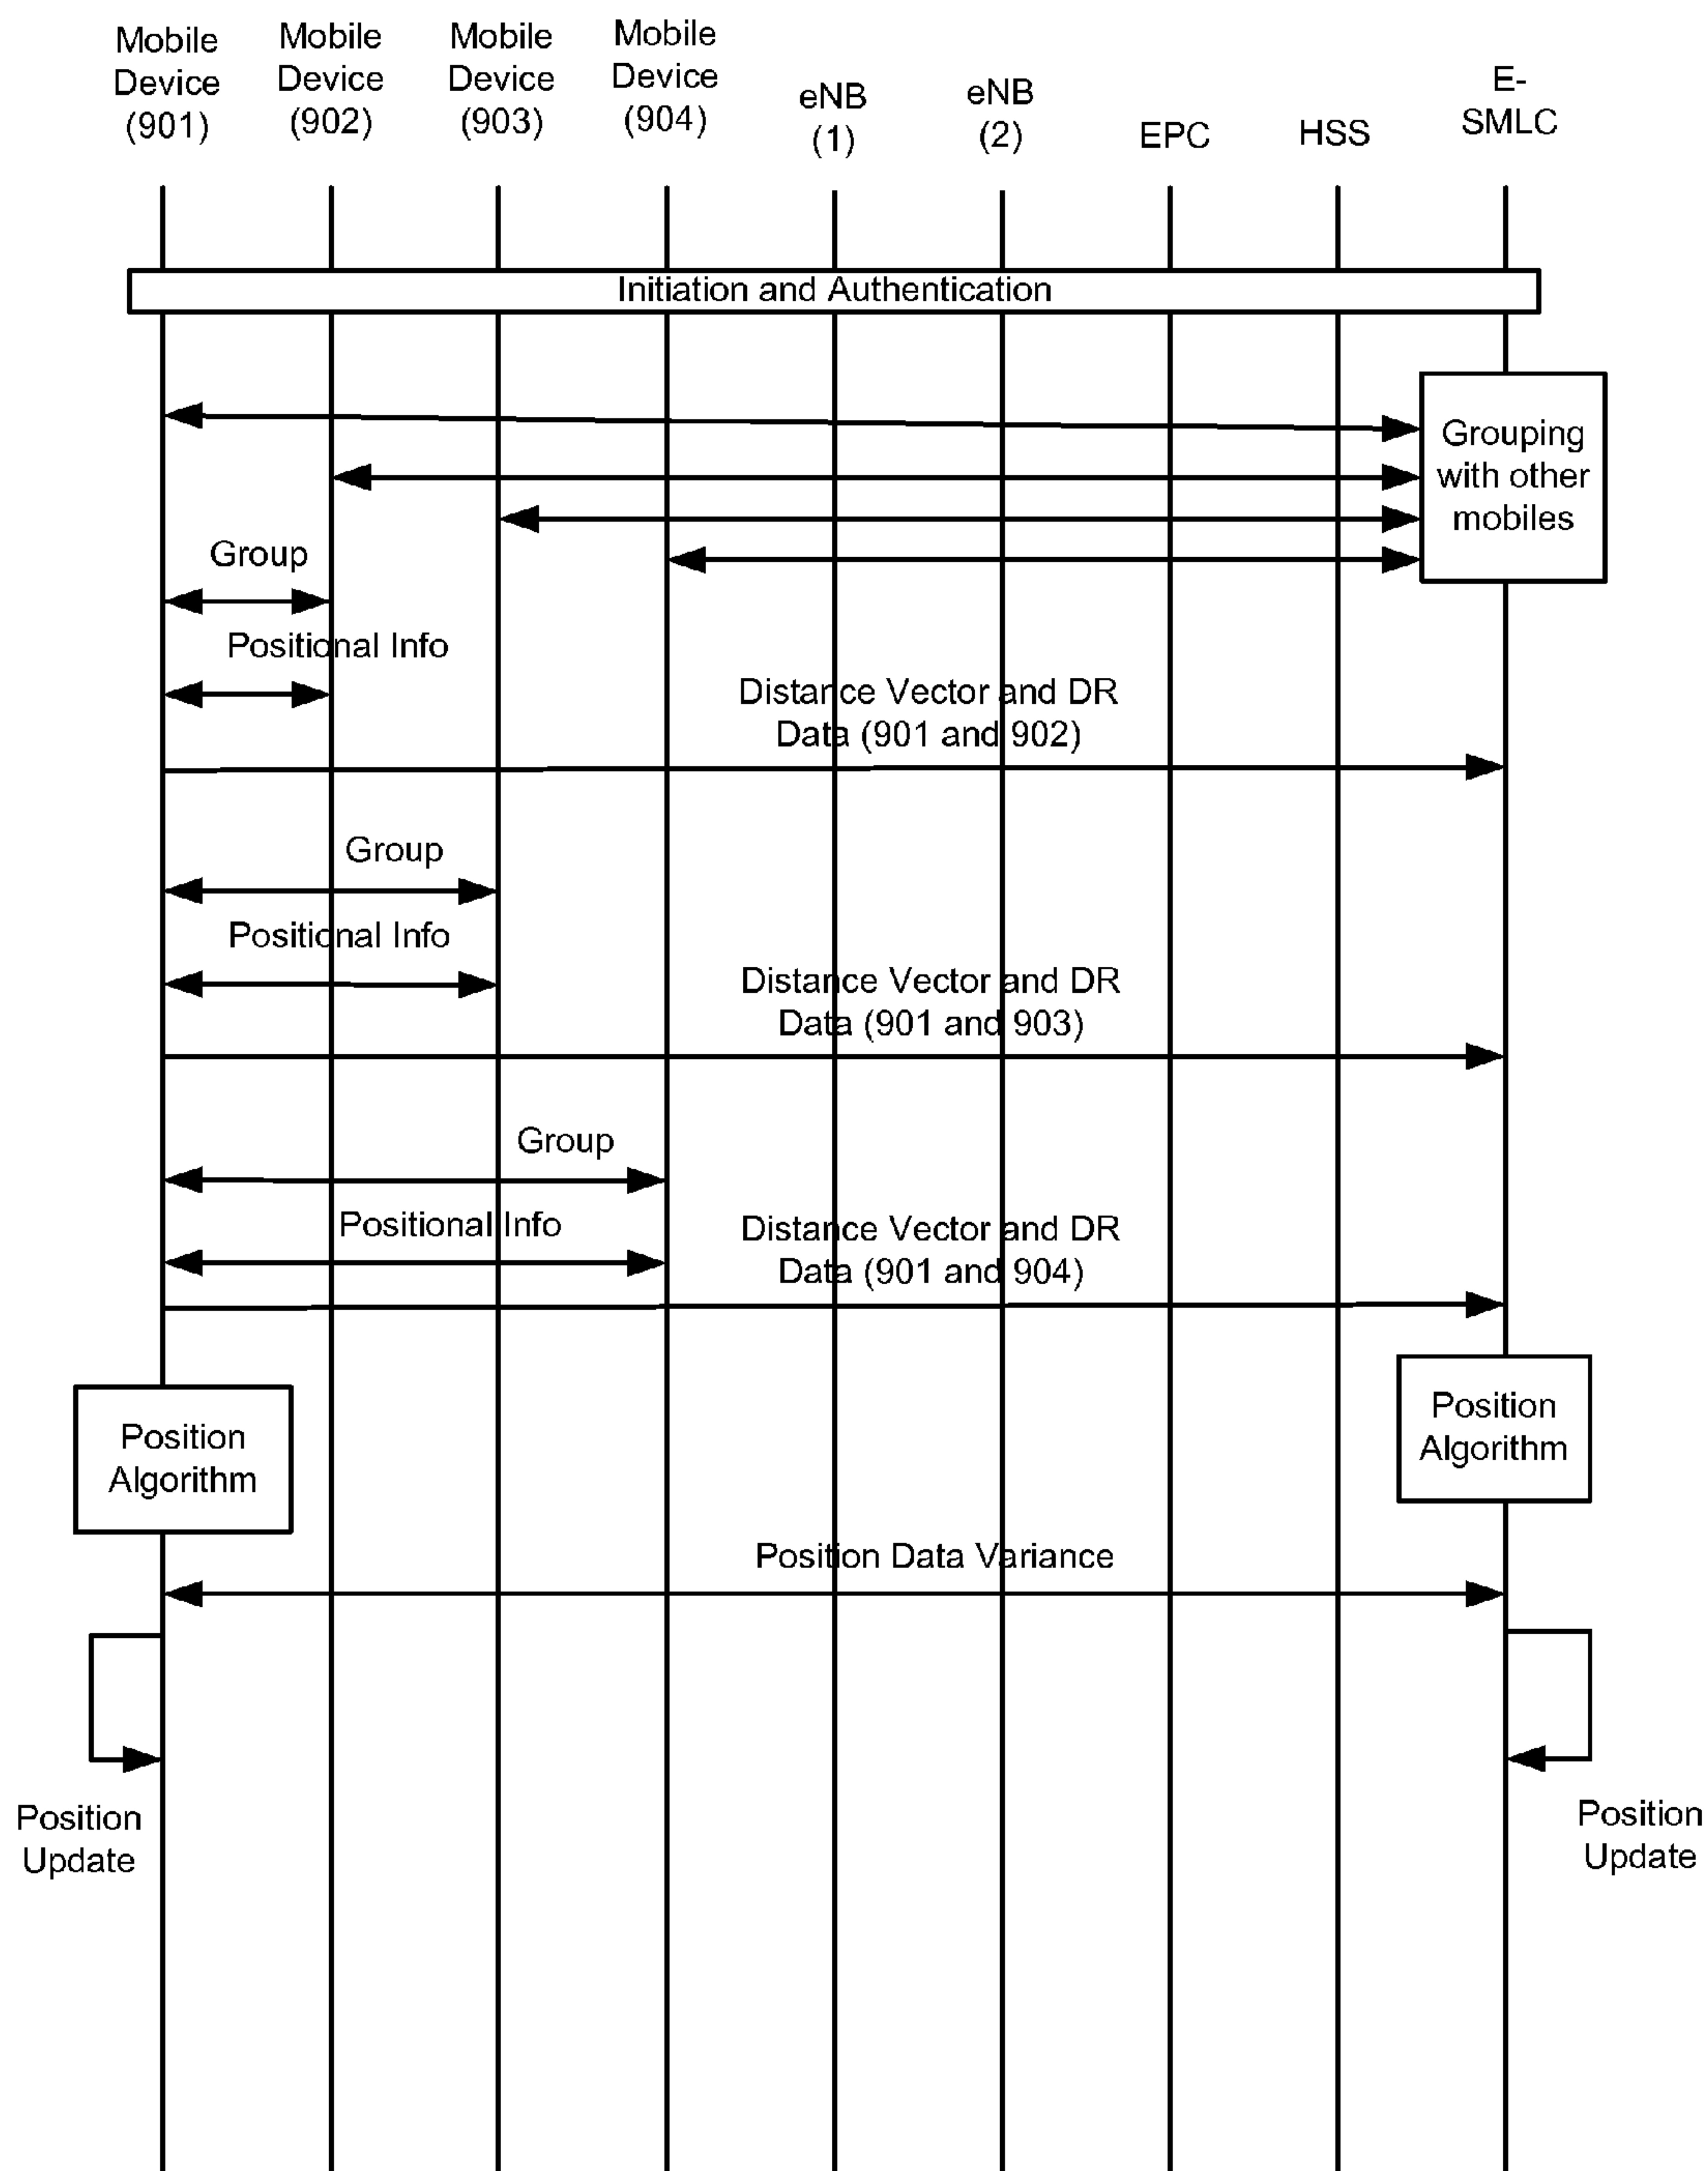 Mobile
Device
(901)
Mobile
Device
(902)
Mobile
Device
(903)
Mobile
Device
(904)
eNB
(1)
eNB
(2)
EPC
HSS
E-
SMLC
Initiation and Authentication
Grouping
with other
mobiles
Group
Positional Info
Distance Vector and DR
Data (901 and 902)
Group
Positional Info
Distance Vector and DR
Data (901 and 903)
Group
Positional Info
Distance Vector and DR
Data (901 and 904)
Position
Algorithm
Position
Algorithm
Position Data Variance
Position
Update
Position
Update